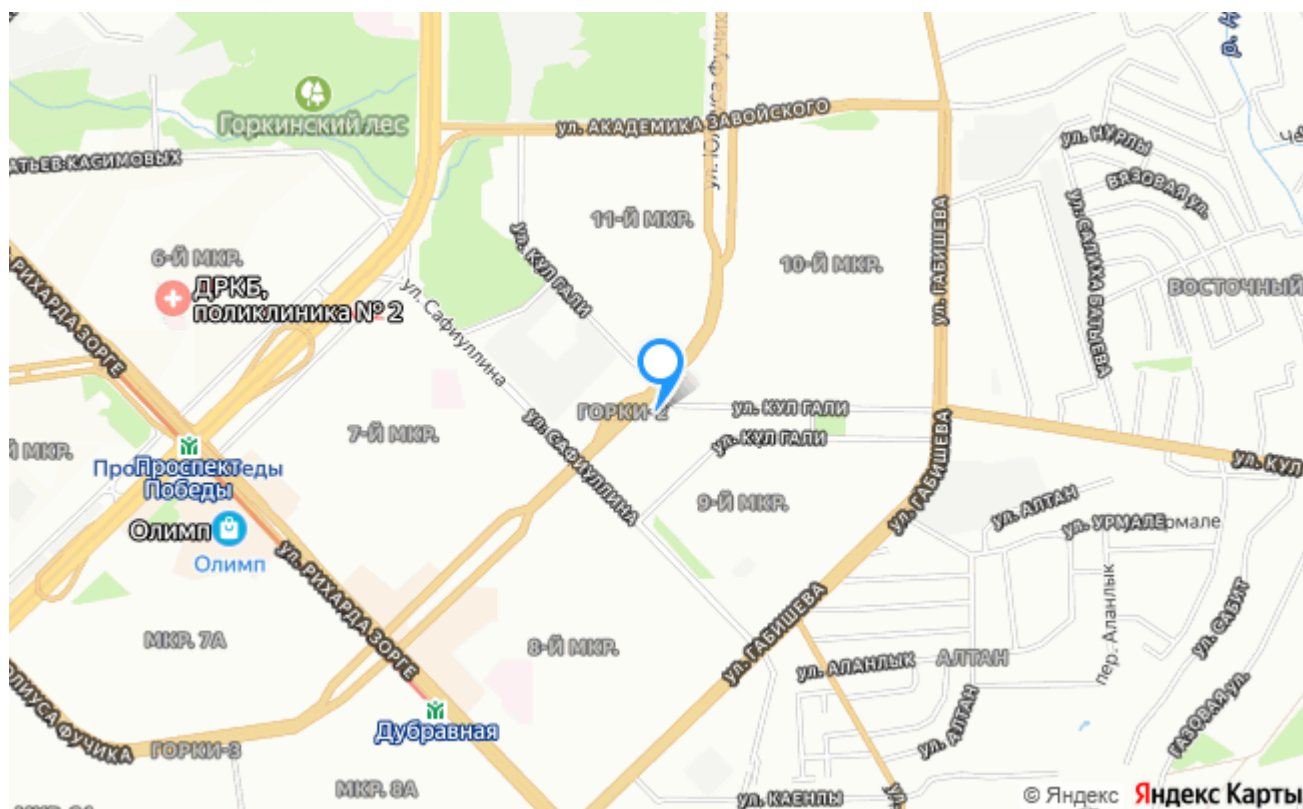 р. Н
ул. Юлиуса Фучик
ул. АКАДЕМИКА ЗАВОЙСКОГО
Горкинский лес
АТЬЕВ КАСИМОВЫХ
ул. НУРЛЫ
ВЯЗОВАЯ ул.
11-Й МКР.
ул. САЛИХА БАТЫЕВА
6-Й МКР.
10-Й МКР.
ул. КУЛ ГАЛИ
ул. ГАБИШЕВА
ДРКБ,
поликлиника № 2
ВОСТОЧНЫЙ
ул. Сафиуллина
РИХАРДА ЗОРГЕ
ГОРКИ-2
ул. КУЛ ГАЛИ
ул. КУЛ ГАЛИ
7-Й МКР.
Й МКР.
ул. САФИУЛЛИНА
ул. КУЛ
Проспект
Победы
9-Й МКР.
ул. ГАБИШЕВА
ул. АЛТАН
ул. УРМАЛЕ
Олимп
Олимп
ул. РИХАРДА ЗОРГЕ
МКР. 7А
8-Й МКР.
ул. ГАБИШЕВА
ул. АЛАНЛЫК
АЛТАН
пер. Аланлык
ул. САБИТ
ГАЗОВАЯ ул.
ул. АЛТАН
Дубравная
ЛИУСА ФУЧИКА
ГОРКИ-3
МКР. 8А
ул. КАЕНЛЫ
© Яндекс Яндекс Карты